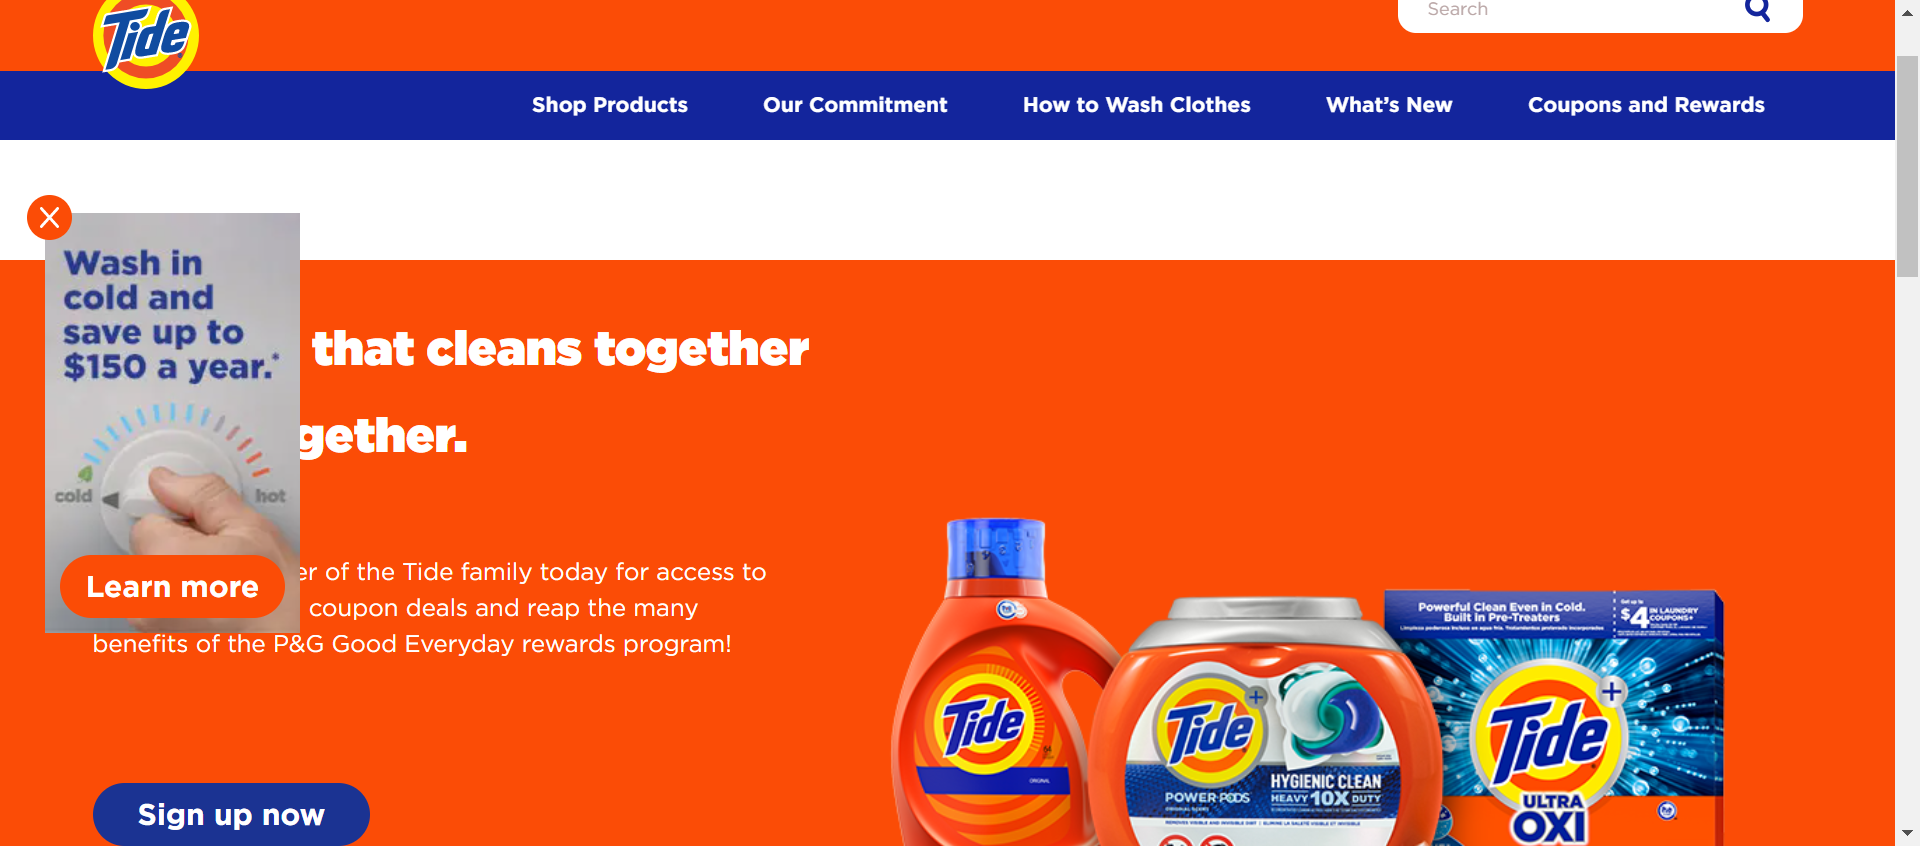 Tide
Search
Shop Products
Our Commitment
How to Wash Clothes
What's New
Coupons and Rewards
Wash in
cold and
save up to
$150 a year.*
cold
hot
Learn more
that cleans together
gether.
er of the Tide family today for access to
coupon deals and reap the many
benefits of the P&G Good Everyday rewards program!
Sign up now
Tide
ORIGINAL
Tide+
POWER PODS
HYGIENIC CLEAN
HEAVY 10X DUTY
Powerful Clean Even in Cold.
Built in Pre-Treaters
Get up to
$4 IN LAUNDRY
COUPONS+
Tide+
ULTRA
OXI